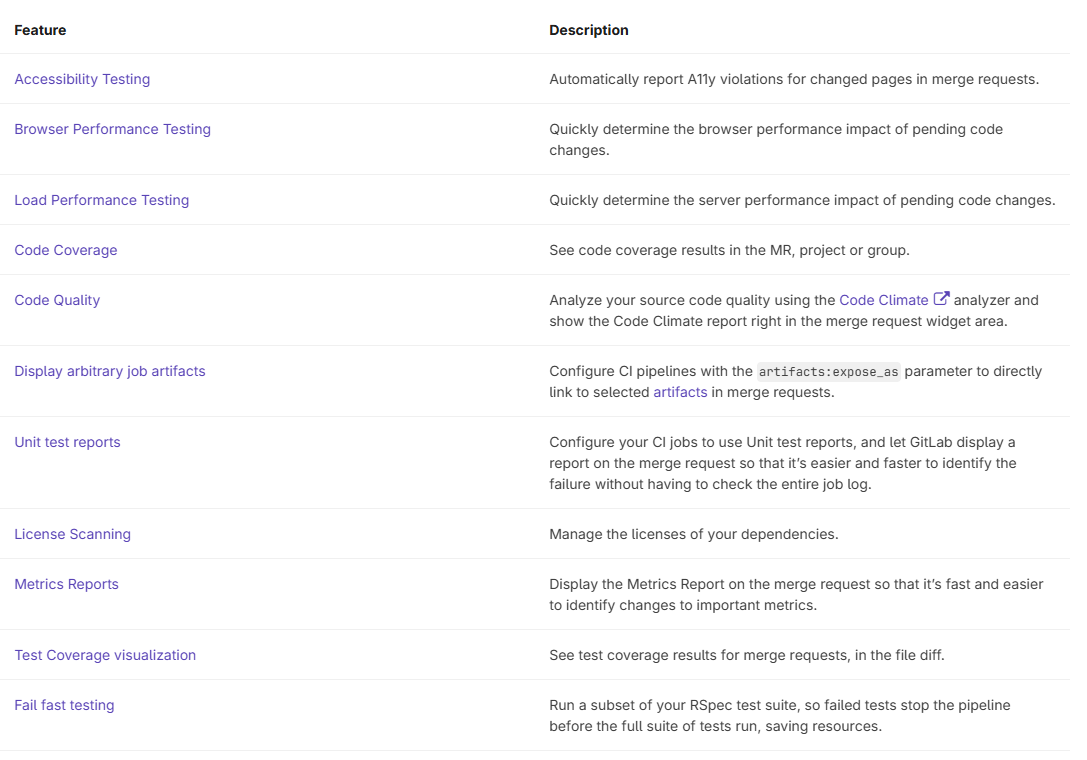 Feature
Description
Accessibility Testing
Automatically report A11y violations for changed pages in merge requests.
Browser Performance Testing
Quickly determine the browser performance impact of pending code
changes.
Load Performance Testing
Quickly determine the server performance impact of pending code changes.
Code Coverage
See code coverage results in the MR, project or group.
Code Quality
Analyze your source code quality using the Code Climate analyzer and
show the Code Climate report right in the merge request widget area.
Display arbitrary job artifacts
Configure CI pipelines with the artifacts:expose_as parameter to directly
link to selected artifacts in merge requests.
Unit test reports
Configure your CI jobs to use Unit test reports, and let GitLab display a
report on the merge request so that it’s easier and faster to identify the
failure without having to check the entire job log.
License Scanning
Manage the licenses of your dependencies.
Metrics Reports
Display the Metrics Report on the merge request so that it’s fast and easier
to identify changes to important metrics.
Test Coverage visualization
See test coverage results for merge requests, in the file diff.
Fail fast testing
Run a subset of your RSpec test suite, so failed tests stop the pipeline
before the full suite of tests run, saving resources.